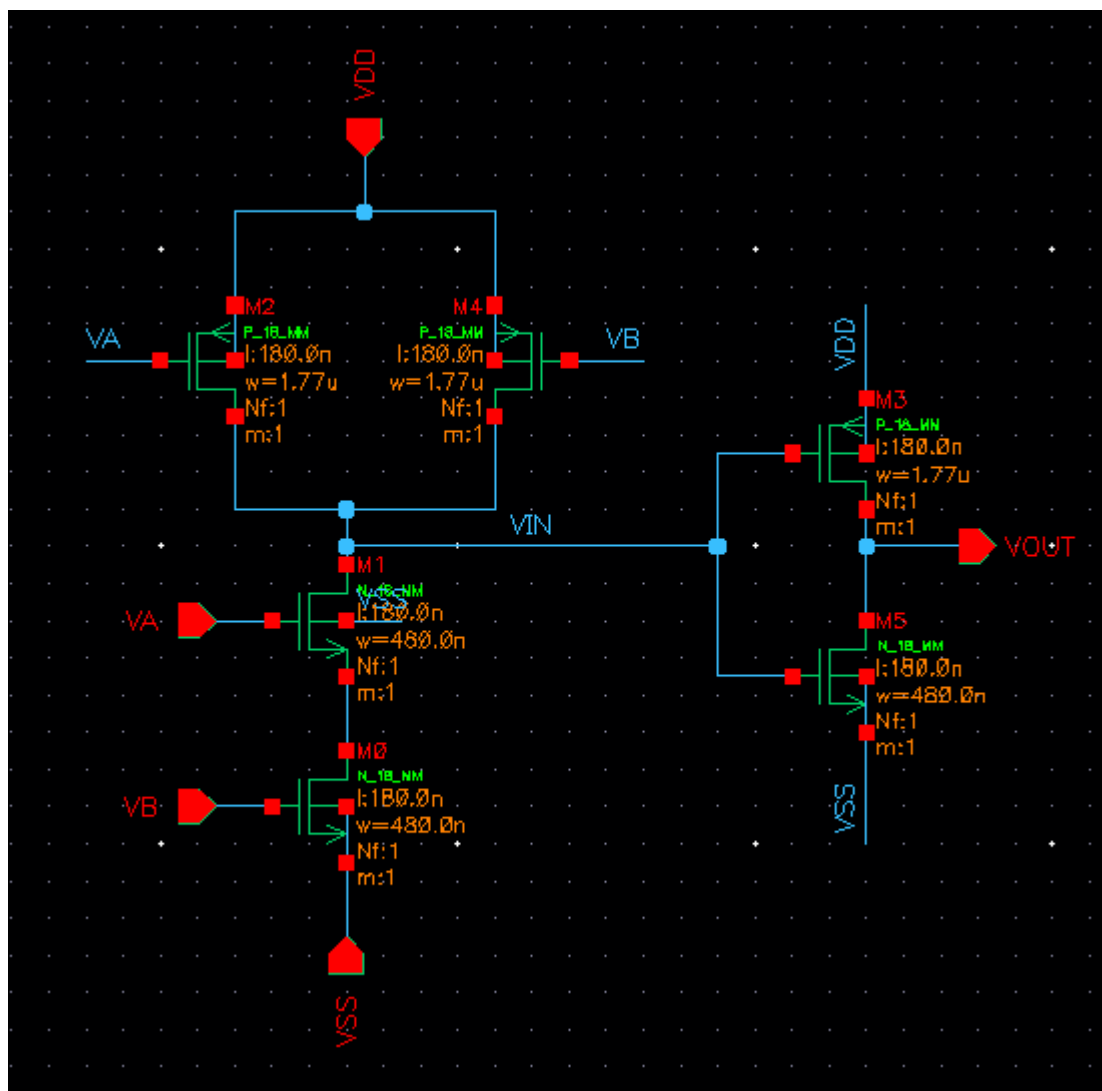 VDD
M2
P_18_MM
l:180.0n
w=1.77u
Nf:1
m:1
VA
M4
P_18_MM
l:180.0n
w=1.77u
Nf:1
m:1
VB
VDD
M3
P_18_MM
l:180.0n
w=1.77u
Nf:1
m:1
VIN
VOUT
M1
N_18_MM
VSS
l:180.0n
w=480.0n
Nf:1
m:1
VA
M5
N_18_MM
l:180.0n
w=480.0n
Nf:1
m:1
M0
N_18_MM
l:180.0n
w=480.0n
Nf:1
m:1
VB
VSS
VSS